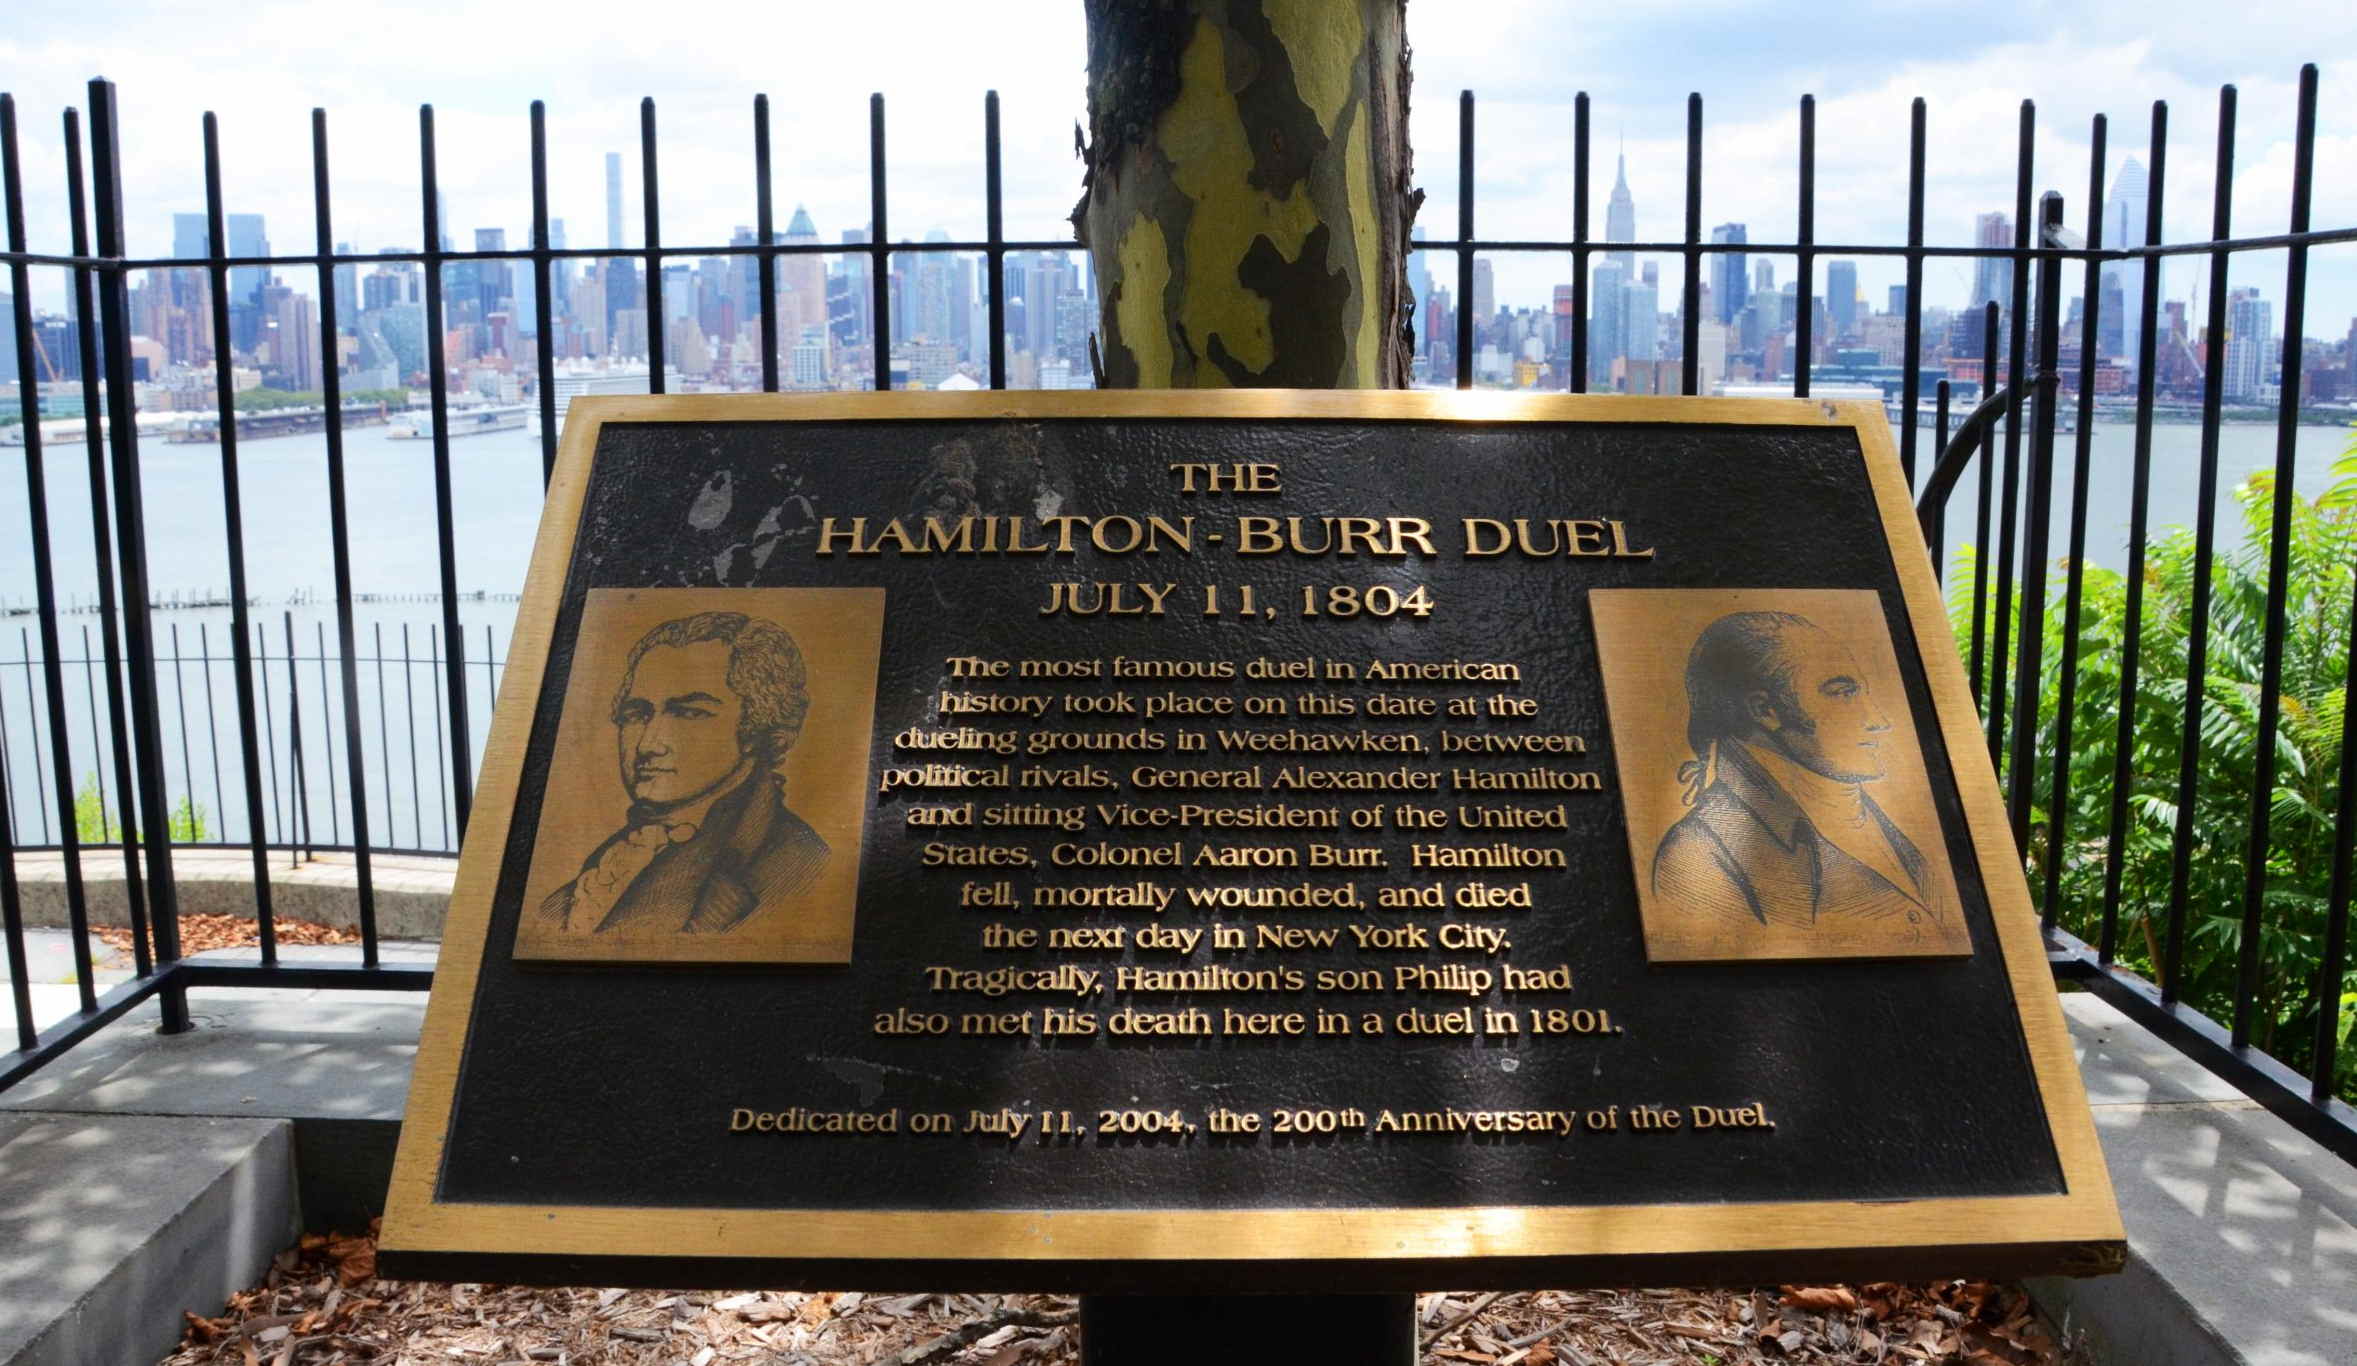 THE
HAMILTON-BURR DUEL
JULY 11, 1804
The most famous duel in American
history took place on this date at the
dueling grounds in Weehawken, between
political rivals, General Alexander Hamilton
and sitting Vice-President of the United
States, Colonel Aaron Burr. Hamilton
fell, mortally wounded, and died
the next day in New York City.
Tragically, Hamilton's son Philip had
also met his death here in a duel in 1801.
Dedicated on July 11, 2004, the 200th Anniversary of the Duel.